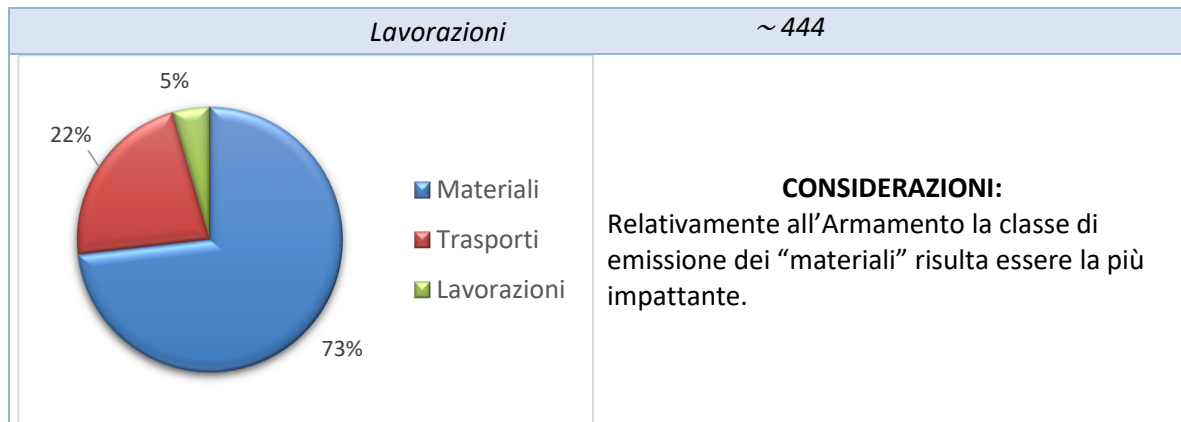 Lavorazioni ~ 444
5%
22%
Materiali
Trasporti
Lavorazioni
73%
CONSIDERAZIONI:
Relativamente all’Armamento la classe di
emissione dei “materiali” risulta essere la più
impattante.